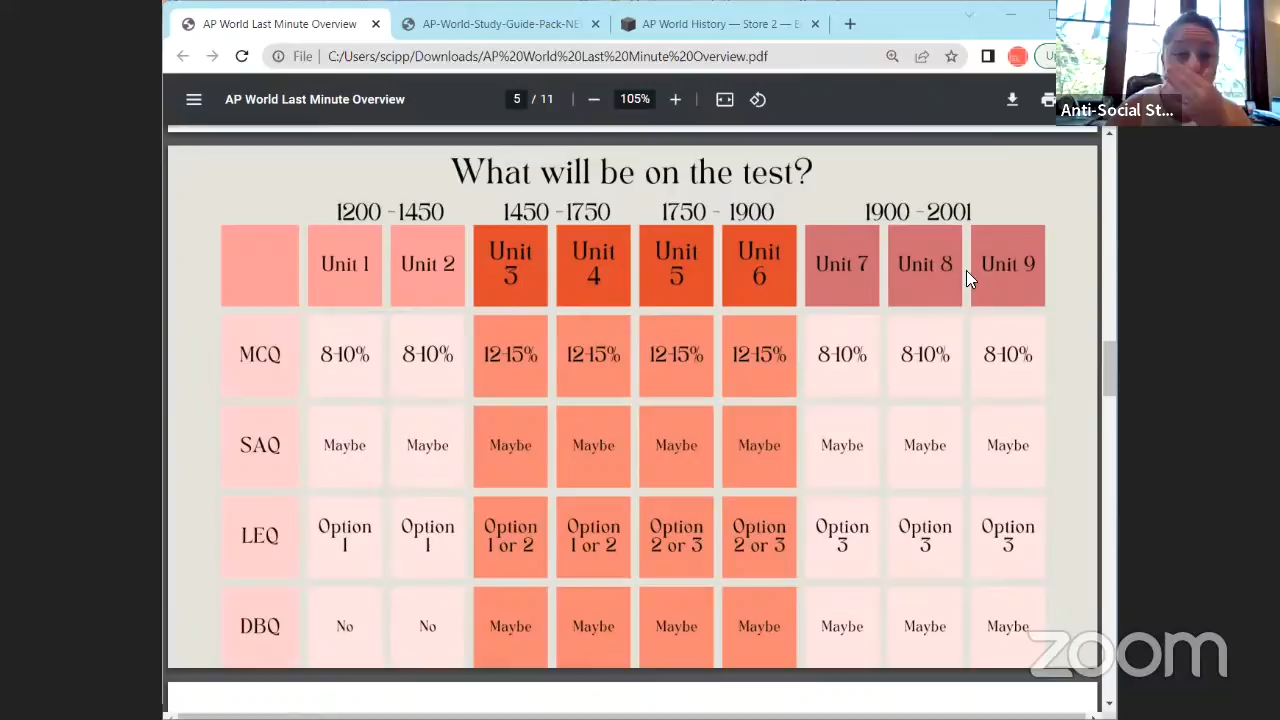 AP World Last Minute Overview
AP-World-Study-Guide-Pack-NE
AP World History — Store 2 —
File C:/Users/scipp/Downloads/AP%20World%20Last%20Minute%20Overview.pdf
AP World Last Minute Overview
5 / 11
105%
Anti-Social St...
What will be on the test?
1200 - 1450 1450 - 1750 1750 - 1900 1900 - 2001
Unit 1 Unit 2 Unit 3 Unit 4 Unit 5 Unit 6 Unit 7 Unit 8 Unit 9
MCQ 8-10% 8-10% 12-15% 12-15% 12-15% 12-15% 8-10% 8-10% 8-10%
SAQ Maybe Maybe Maybe Maybe Maybe Maybe Maybe Maybe Maybe
LEQ Option 1 Option 1 Option 1 or 2 Option 1 or 2 Option 2 or 3 Option 2 or 3 Option 3 Option 3 Option 3
DBQ No No Maybe Maybe Maybe Maybe Maybe Maybe Maybe
zoom